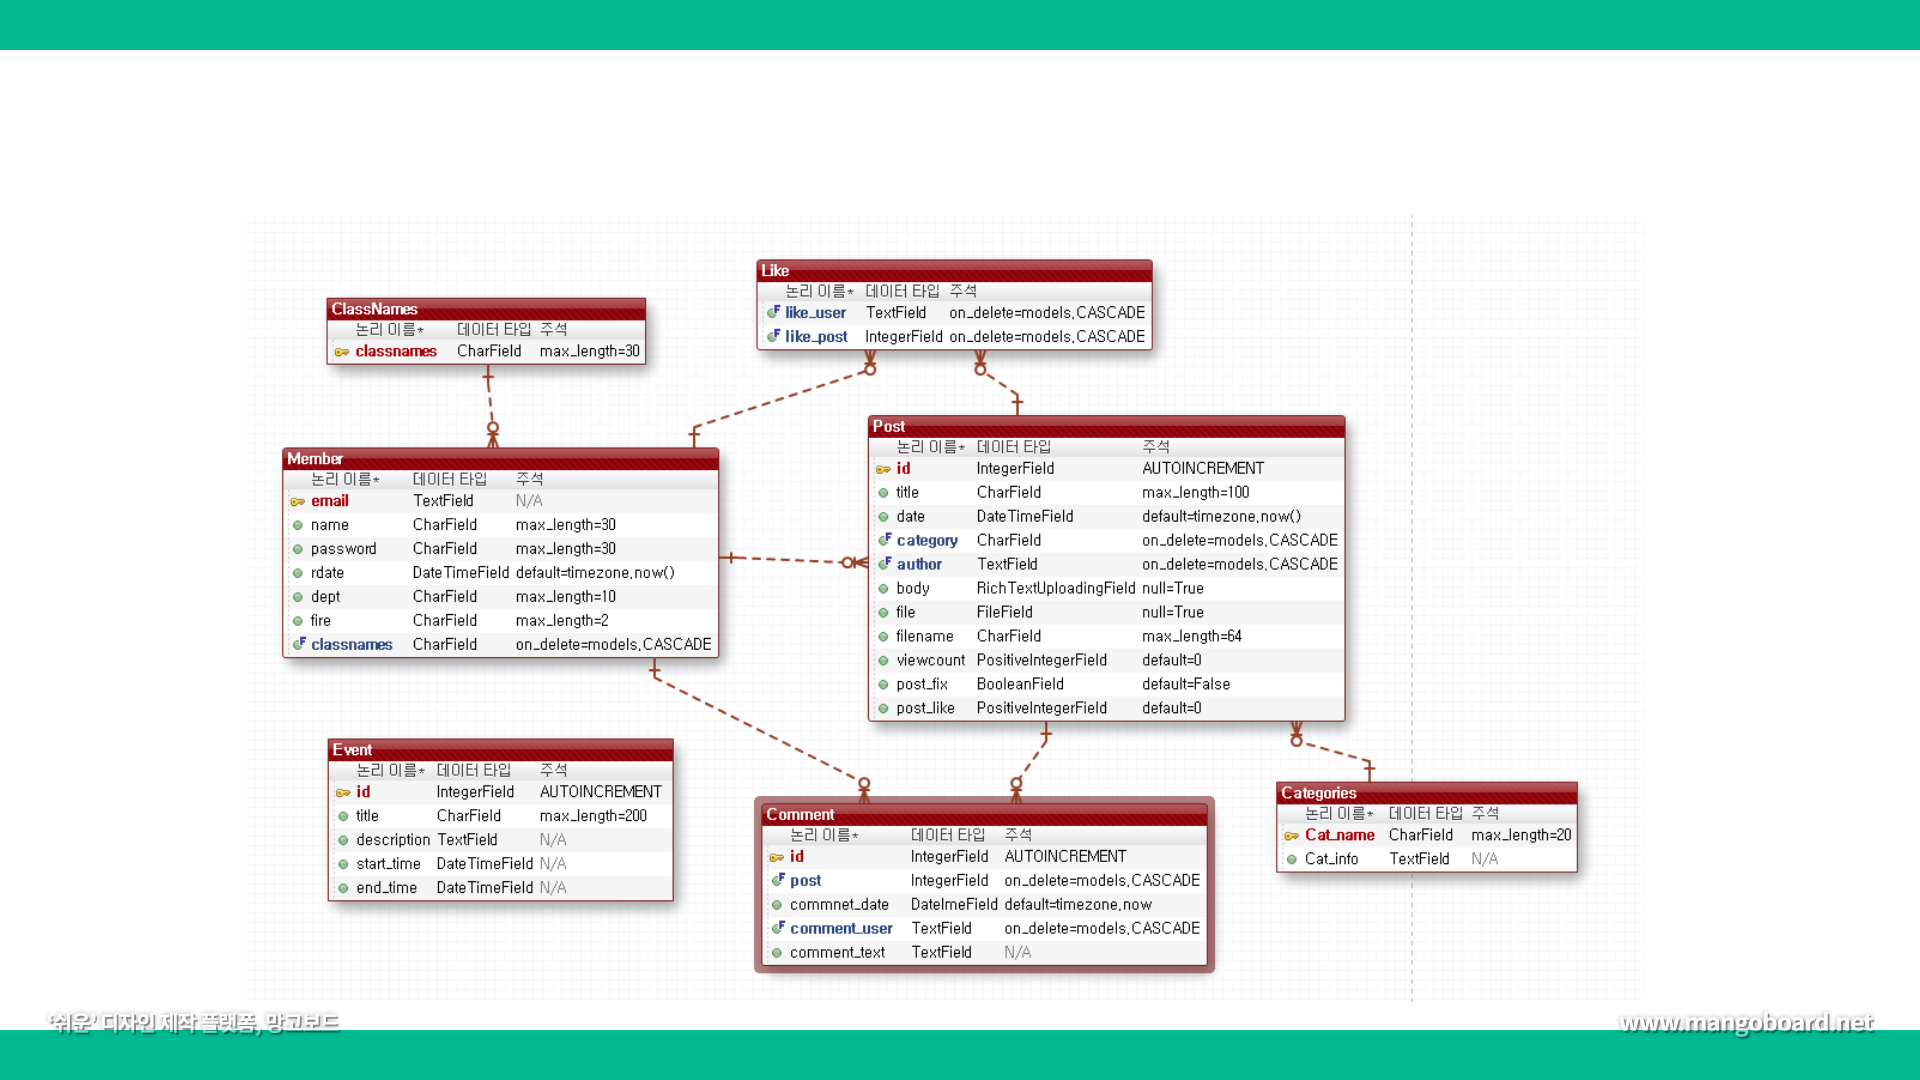 Like
논리 이름* 데이터 타입 주석
like_user TextField on_delete=models.CASCADE
like_post IntegerField on_delete=models.CASCADE
ClassNames
논리 이름* 데이터 타입 주석
classnames CharField max_length=30
Post
논리 이름* 데이터 타입 주석
id IntegerField AUTOINCREMENT
title CharField max_length=100
date DateTimeField default=timezone.now()
category CharField on_delete=models.CASCADE
author TextField on_delete=models.CASCADE
body RichTextUploadingField null=True
file FileField null=True
filename CharField max_length=64
viewcount PositiveIntegerField default=0
post_fix BooleanField default=False
post_like PositiveIntegerField default=0
Member
논리 이름* 데이터 타입 주석
email TextField N/A
name CharField max_length=30
password CharField max_length=30
rdate DateTimeField default=timezone.now()
dept CharField max_length=10
fire CharField max_length=2
classnames CharField on_delete=models.CASCADE
Event
논리 이름* 데이터 타입 주석
id IntegerField AUTOINCREMENT
title CharField max_length=200
description TextField N/A
start_time DateTimeField N/A
end_time DateTimeField N/A
Comment
논리 이름* 데이터 타입 주석
id IntegerField AUTOINCREMENT
post IntegerField on_delete=models.CASCADE
commnet_date DateImeField default=timezone.now
comment_user TextField on_delete=models.CASCADE
comment_text TextField N/A
Categories
논리 이름* 데이터 타입 주석
Cat_name CharField max_length=20
Cat_info TextField N/A
'쉬운' 디자인 제작 플랫폼, 망고보드
www.mangoboard.net